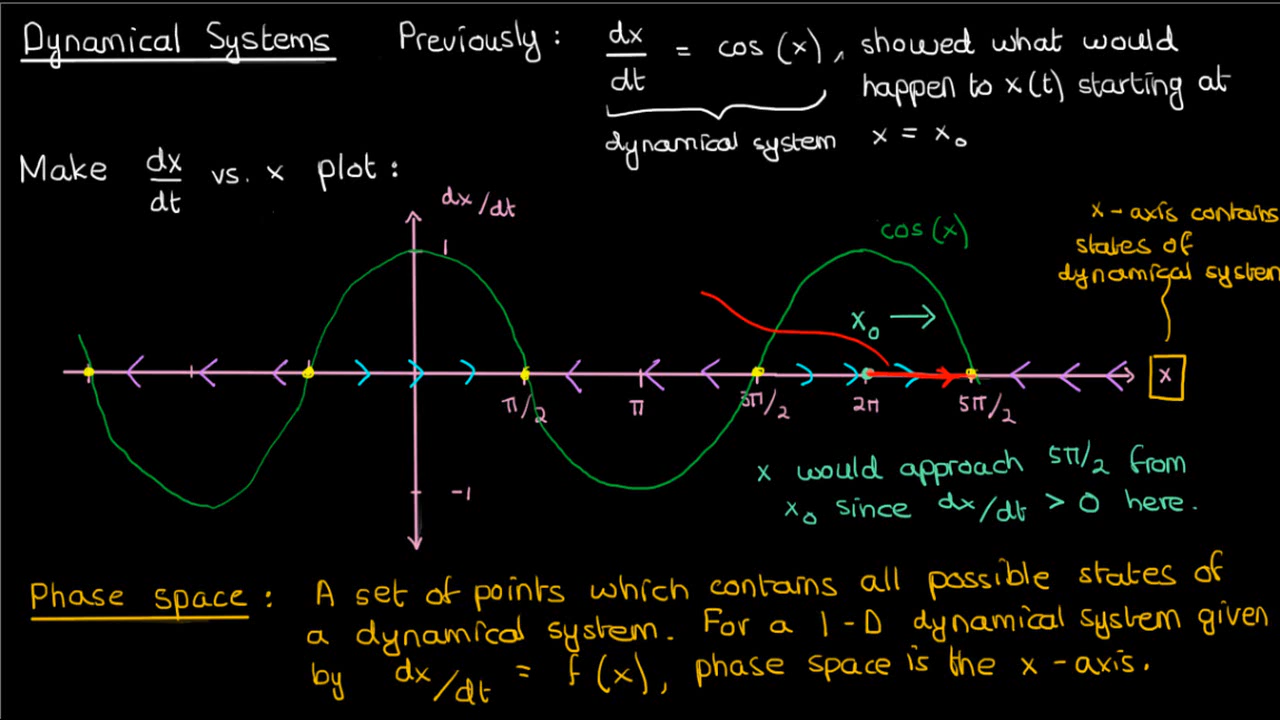 Dynamical Systems Previously: dx/dt = cos(x), showed what would
happen to x(t) starting at
dynamical system x = x₀
Make dx/dt vs. x plot:
dx/dt
1
cos(x)
x-axis contains
states of
dynamical system
x₀ →
x
π/2 π 3π/2 2π 5π/2
-1
x would approach 5π/2 from
x₀ since dx/dt > 0 here.
Phase space: A set of points which contains all possible states of
a dynamical system. For a 1-D dynamical system given
by dx/dt = f(x), phase space is the x-axis.